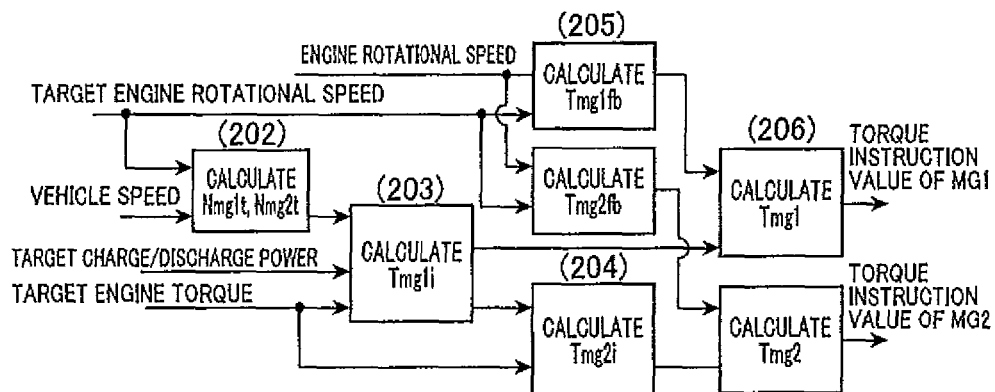 (205)
ENGINE ROTATIONAL SPEED
CALCULATE
Tmg1fb
TARGET ENGINE ROTATIONAL SPEED
(202)
(206)
TORQUE
INSTRUCTION
VALUE OF MG1
CALCULATE
Nmg1t, Nmg2t
VEHICLE SPEED
(203)
CALCULATE
Tmg2fb
CALCULATE
Tmg1
TARGET CHARGE/DISCHARGE POWER
CALCULATE
Tmg1i
(204)
TARGET ENGINE TORQUE
CALCULATE
Tmg2i
CALCULATE
Tmg2
TORQUE
INSTRUCTION
VALUE OF MG2